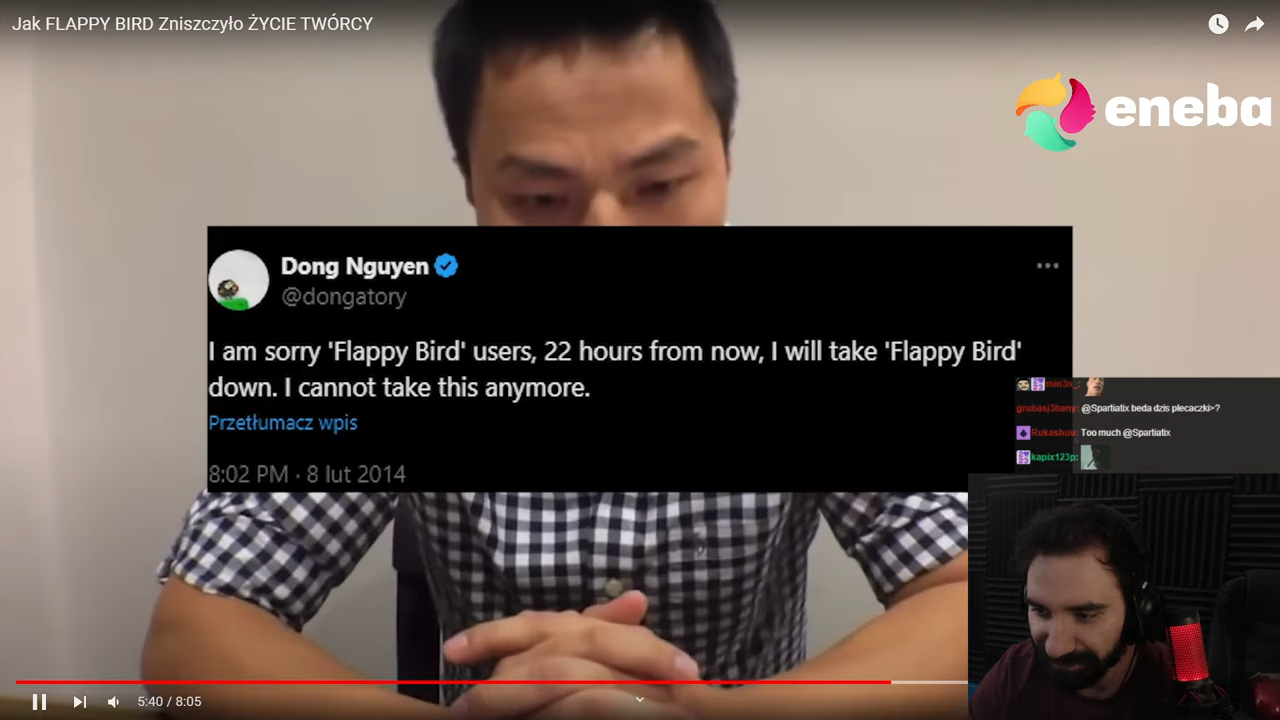 Jak FLAPPY BIRD Zniszczyło ŻYCIE TWÓRCY
eneba
Dong Nguyen
@dongatory
I am sorry 'Flappy Bird' users, 22 hours from now, I will take 'Flappy Bird'
down. I cannot take this anymore.
Przetłumacz wpis
8:02 PM · 8 lut 2014
min3n_:
grubasj3bany: @Spartiatix beda dzis plecaczki>?
Rukashuu: Too much @Spartiatix
kapix123p:
5:40 / 8:05